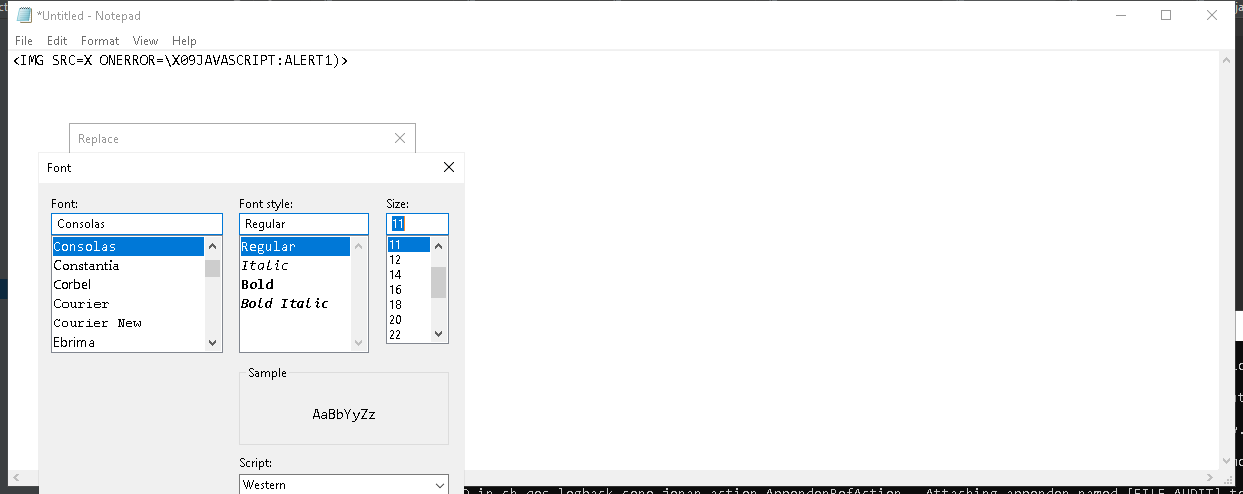 *Untitled - Notepad
File Edit Format View Help
<IMG SRC=X ONERROR=\X09JAVASCRIPT:ALERT1)>
Replace
Font
Font: Font style: Size:
Consolas Regular 11
Consolas Regular 11
Constantia Italic 12
Corbel Bold 14
Courier Bold Italic 16
Courier New 18
Ebrima 20
22
Sample
AaBbYyZz
Script:
Western
in ch.qos.logback.core.joran.action.AppenderRefAction - Attaching appender named [FILE_AUDIT] t